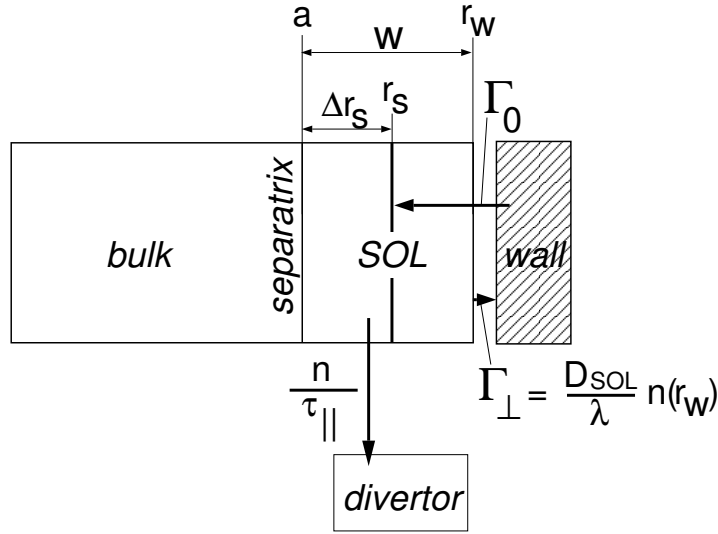 a
w
r_w
Δr_s
r_s
Γ_0
separatrix
bulk
SOL
wall
n
τ_||
Γ_⊥ = D_SOL/λ n(r_w)
divertor